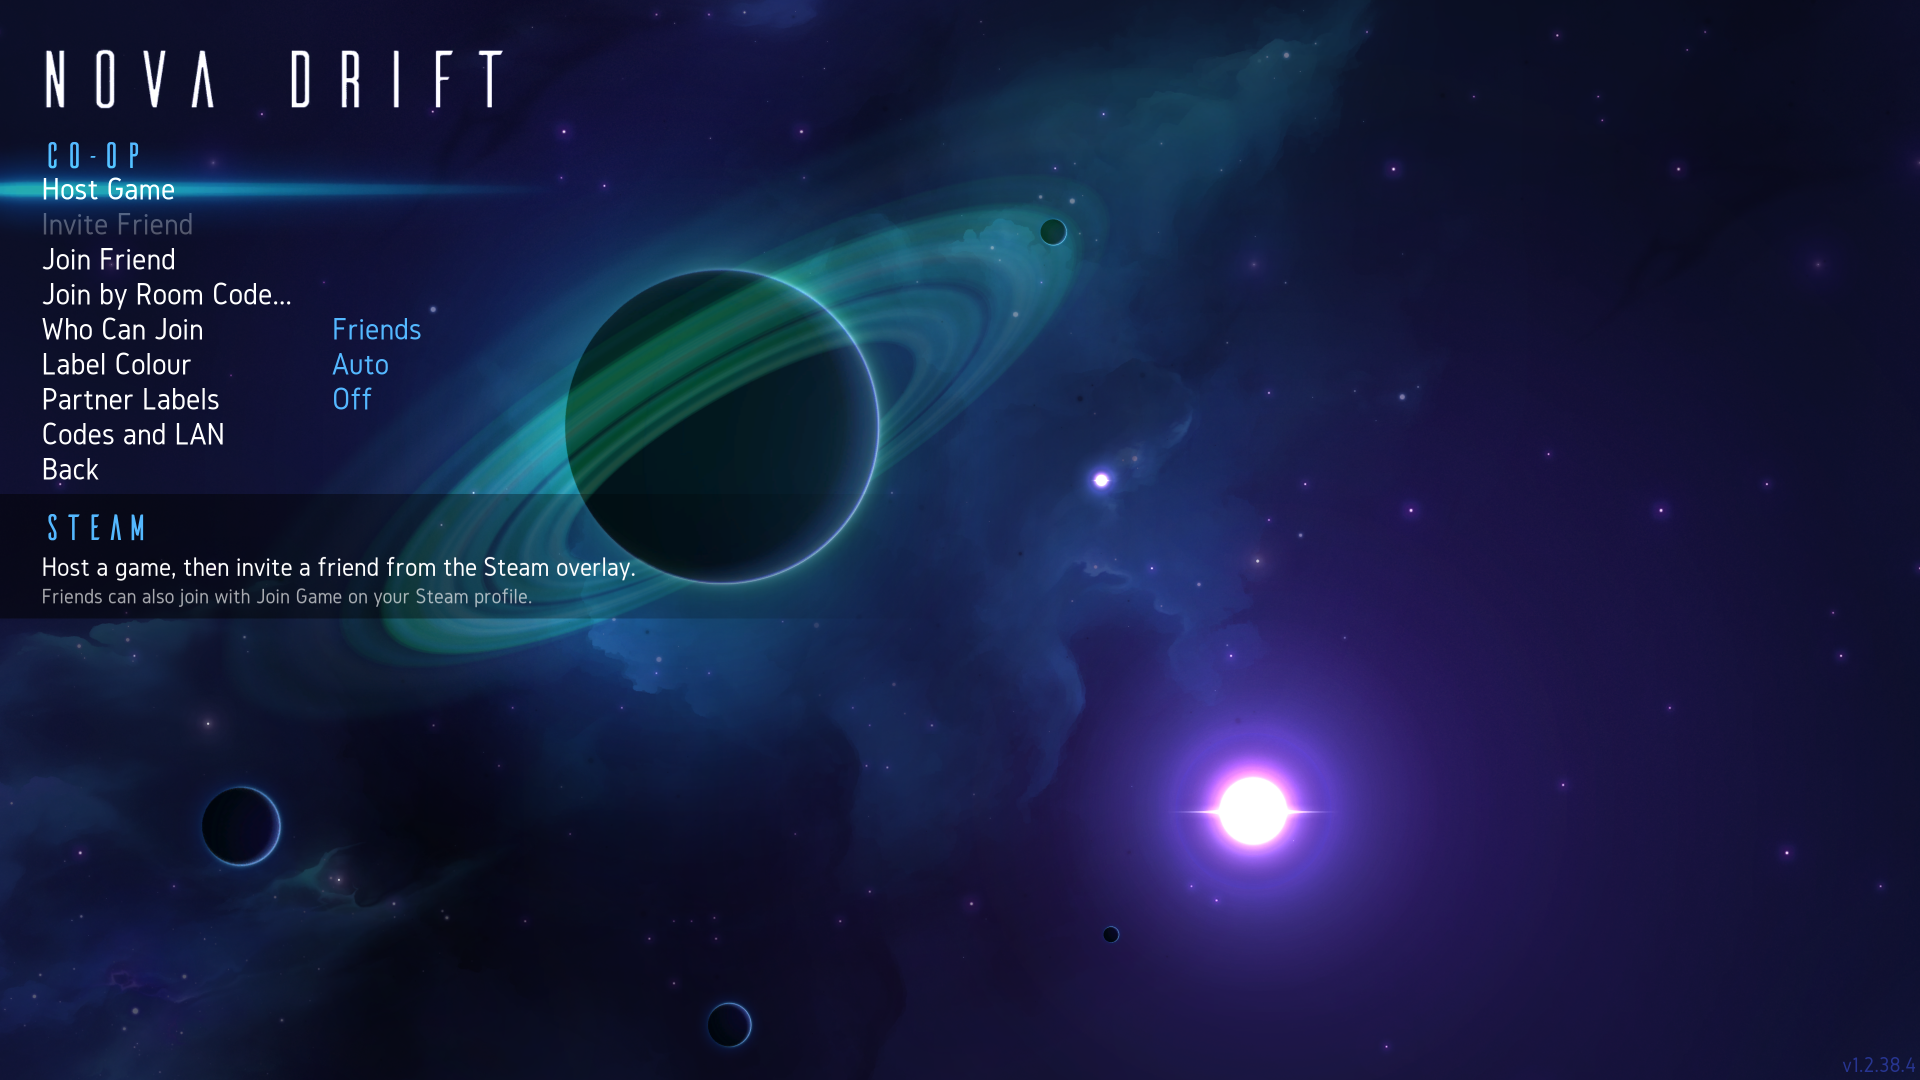 NOVA DRIFT
CO-OP
Host Game
Invite Friend
Join Friend
Join by Room Code...
Who Can Join Friends
Label Colour Auto
Partner Labels Off
Codes and LAN
Back
STEAM
Host a game, then invite a friend from the Steam overlay.
Friends can also join with Join Game on your Steam profile.
v1.2.38.4